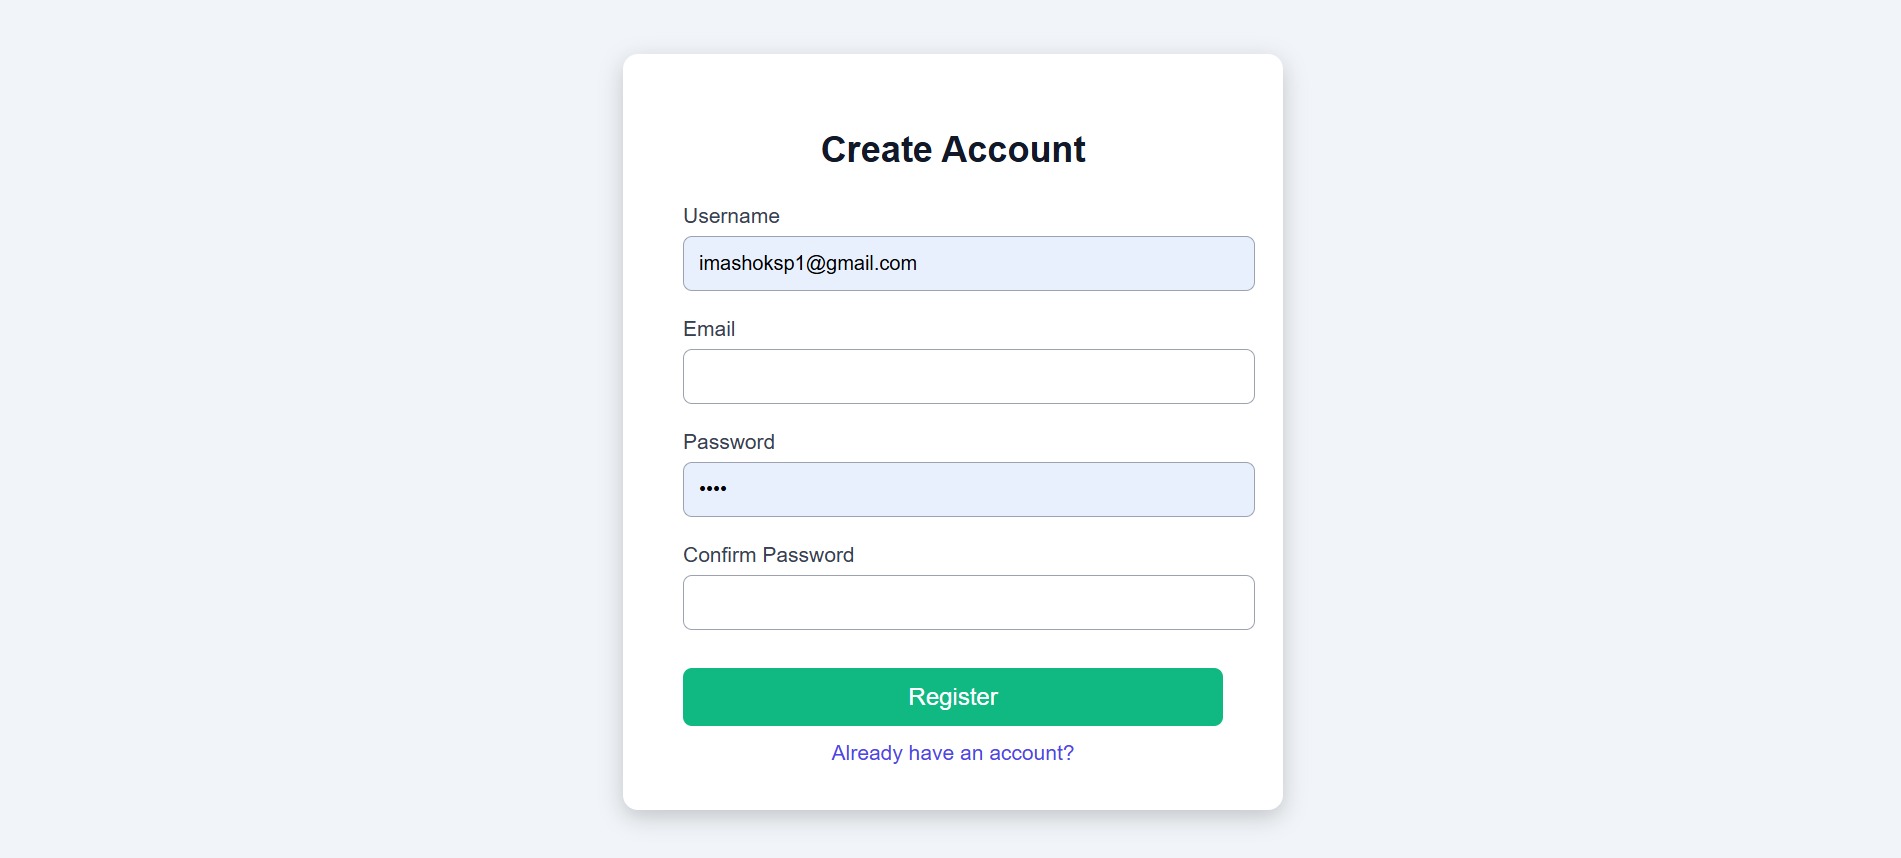 Create Account
Username
imashoksp1@gmail.com
Email
Password
••••
Confirm Password
Register
Already have an account?